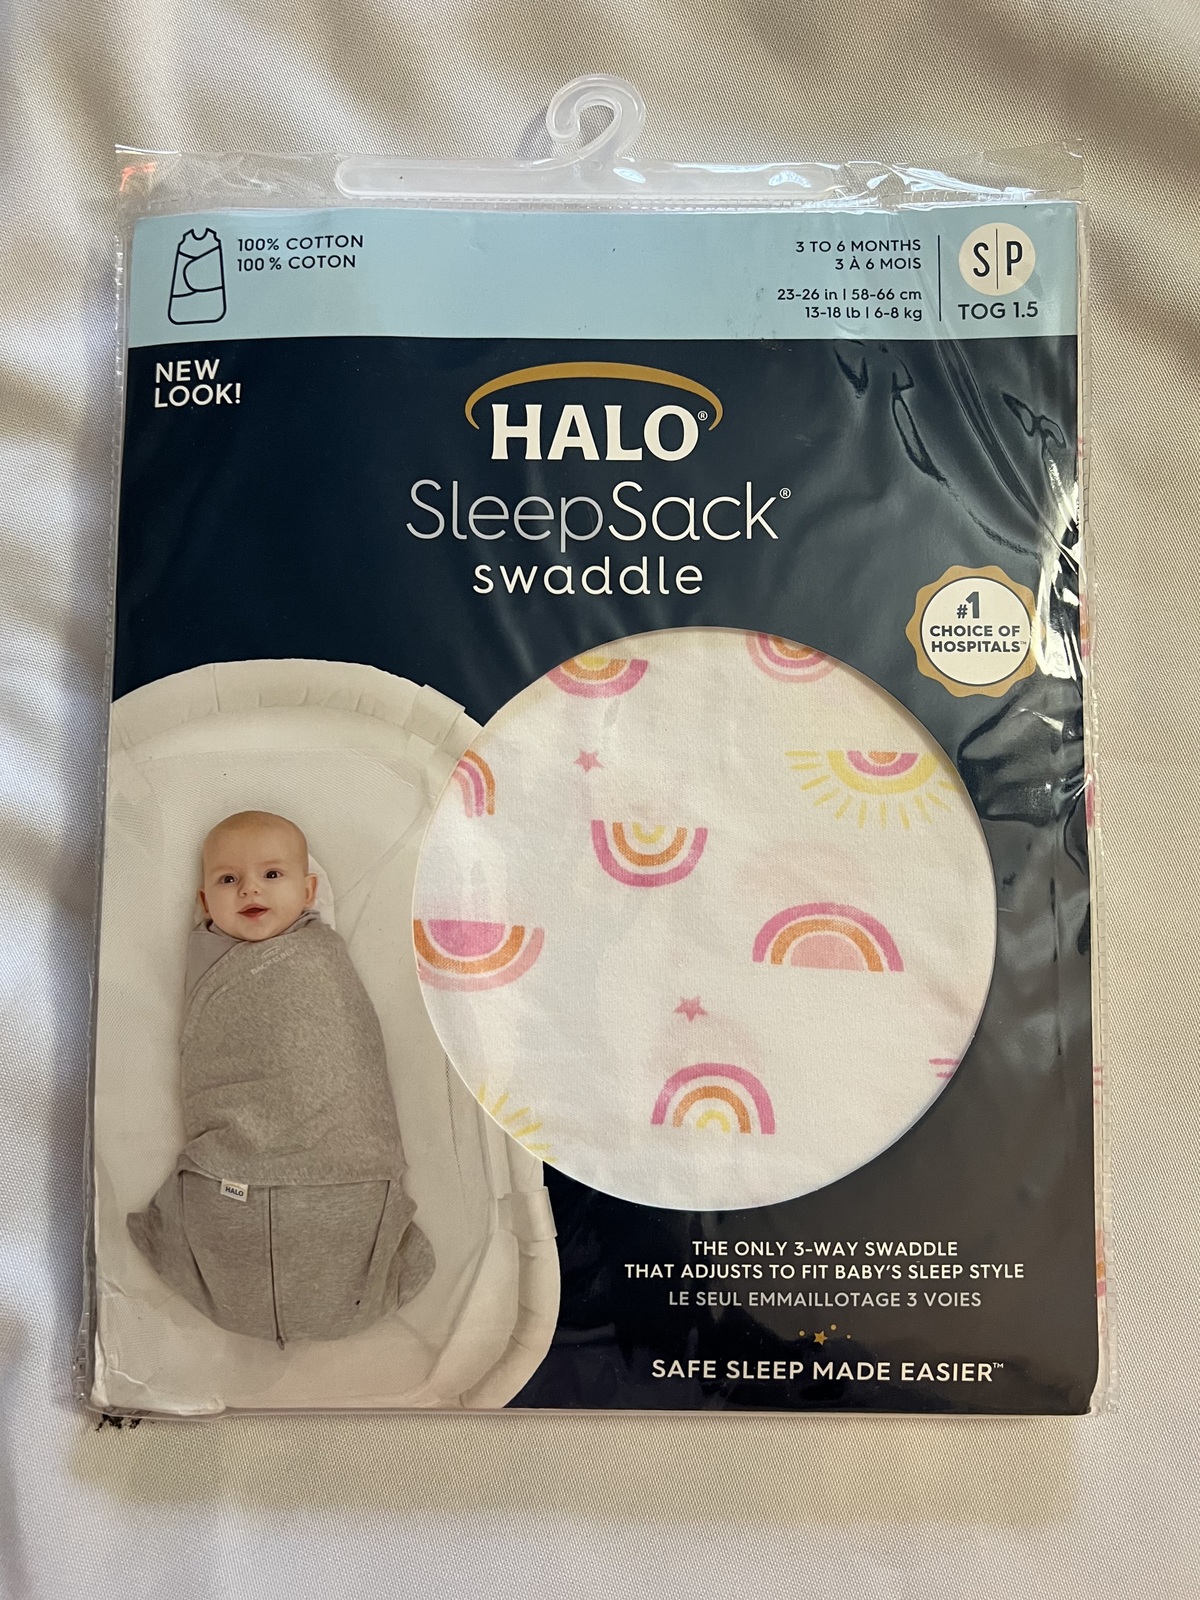 100% COTTON
100 % COTON
3 TO 6 MONTHS
3 À 6 MOIS
23-26 in | 58-66 cm
13-18 lb | 6-8 kg
S|P
TOG 1.5
NEW
LOOK!
HALO®
SleepSack®
swaddle
#1
CHOICE OF
HOSPITALS™
HALO
THE ONLY 3-WAY SWADDLE
THAT ADJUSTS TO FIT BABY'S SLEEP STYLE
LE SEUL EMMAILLOTAGE 3 VOIES
SAFE SLEEP MADE EASIER™